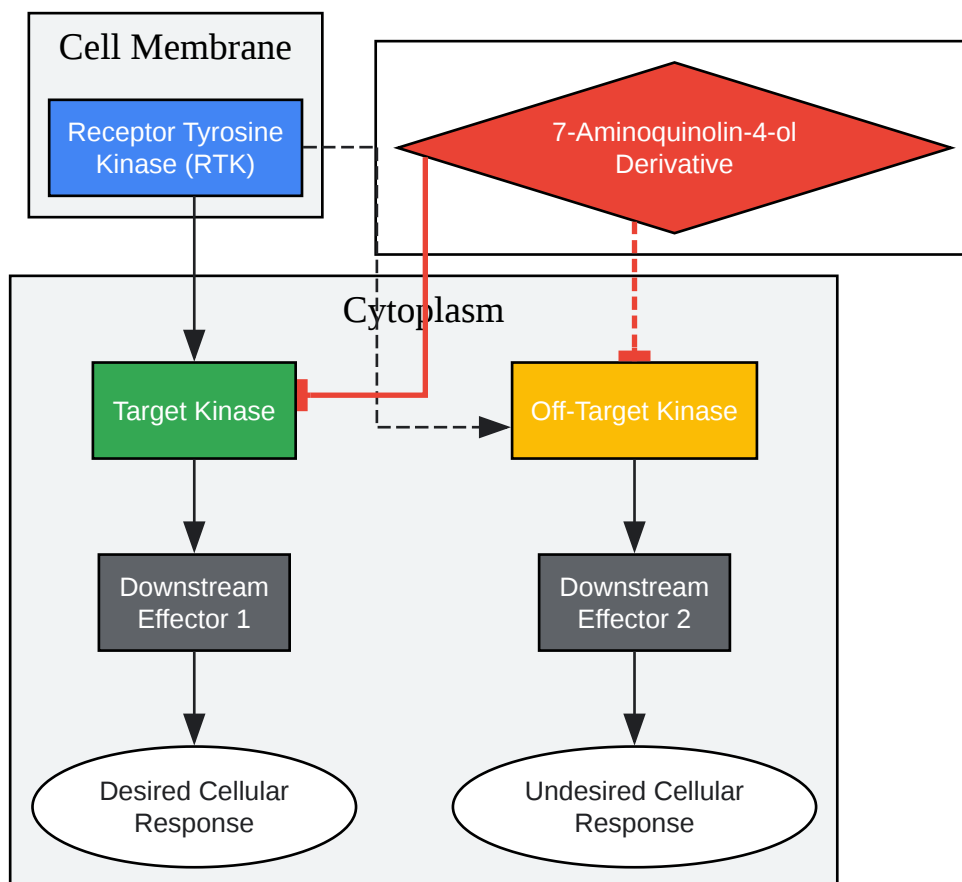 Cell Membrane
Receptor Tyrosine
Kinase (RTK)
7-Aminoquinolin-4-ol
Derivative
Cytoplasm
Target Kinase
Off-Target Kinase
Downstream
Effector 1
Downstream
Effector 2
Desired Cellular
Response
Undesired Cellular
Response